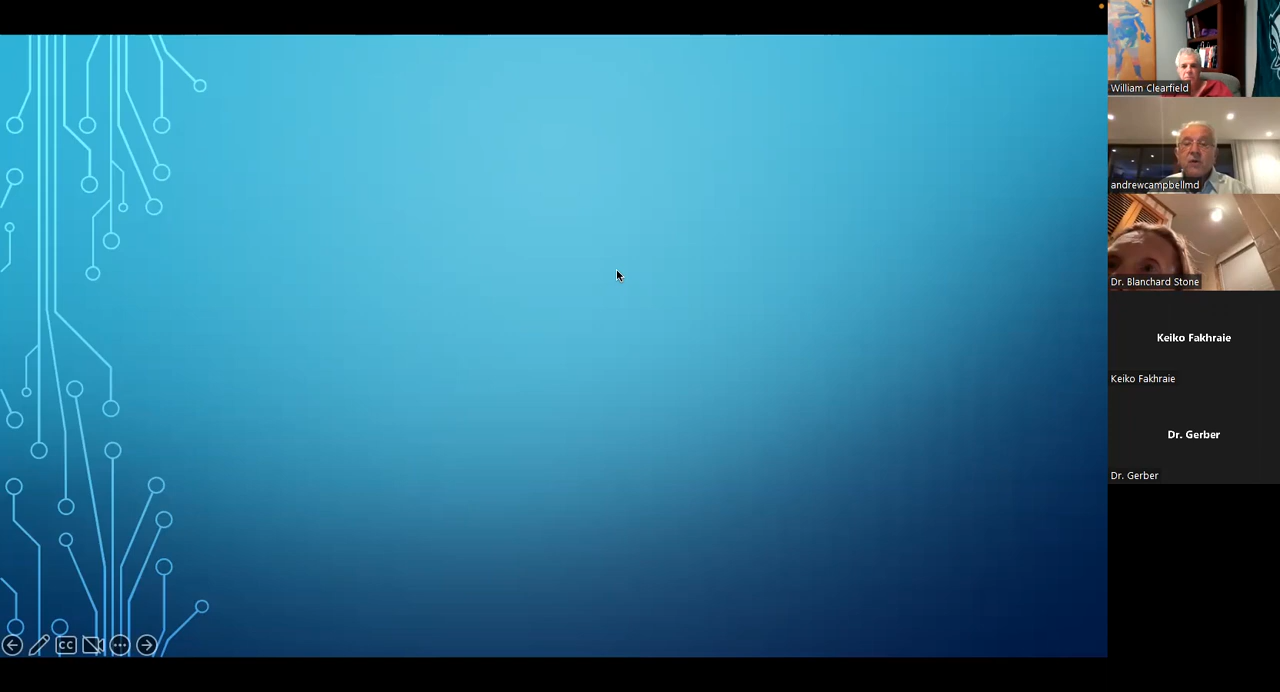 William Clearfield
andrewcampbellmd
Dr. Blanchard Stone
Keiko Fakhraie
Keiko Fakhraie
Dr. Gerber
Dr. Gerber
CC